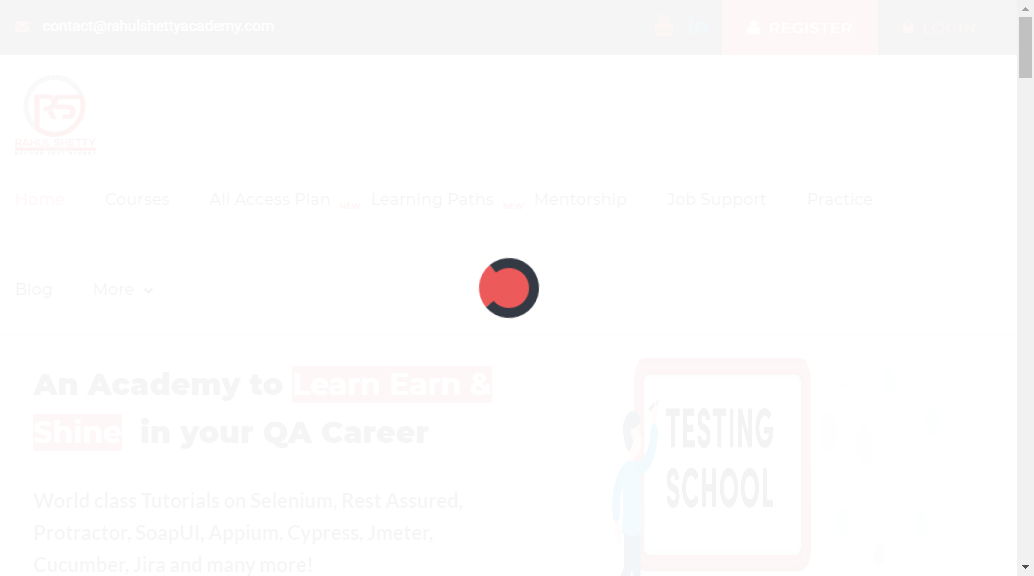 contact@rahulshettyacademy.com
REGISTER
LOGIN
RS
RAHUL SHETTY
Home Courses All Access Plan NEW Learning Paths NEW Mentorship Job Support Practice
Blog More
An Academy to Learn Earn &
Shine in your QA Career
TESTING
SCHOOL
World class Tutorials on Selenium, Rest Assured,
Protractor, SoapUI, Appium, Cypress, Jmeter,
Cucumber, Jira and many more!